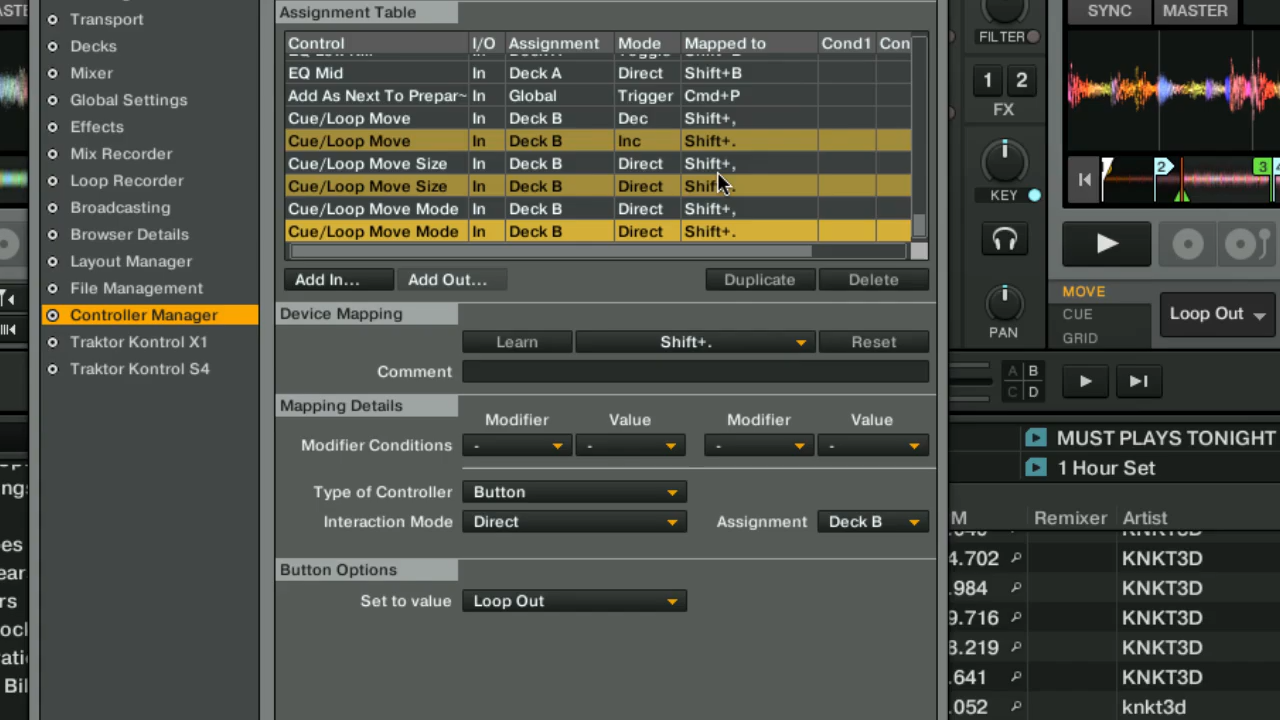 Transport
Decks
Mixer
Global Settings
Effects
Mix Recorder
Loop Recorder
Broadcasting
Browser Details
Layout Manager
File Management
Controller Manager
Traktor Kontrol X1
Traktor Kontrol S4
Assignment Table
Control I/O Assignment Mode Mapped to Cond1 Con
EQ Mid In Deck A Direct Shift+B
Add As Next To Prepar~ In Global Trigger Cmd+P
Cue/Loop Move In Deck B Dec Shift+,
Cue/Loop Move In Deck B Inc Shift+.
Cue/Loop Move Size In Deck B Direct Shift+,
Cue/Loop Move Size In Deck B Direct
Cue/Loop Move Mode In Deck B Direct Shift+,
Cue/Loop Move Mode In Deck B Direct Shift+.
Add In... Add Out... Duplicate Delete
Device Mapping
Learn Shift+. Reset
Comment
Mapping Details
Modifier Value Modifier Value
Modifier Conditions - - - -
Type of Controller Button
Interaction Mode Direct Assignment Deck B
Button Options
Set to value Loop Out
SYNC MASTER
FILTER
1 2
FX
KEY
2 3
PAN
MOVE
CUE
GRID
Loop Out
A B
C D
MUST PLAYS TONIGHT
1 Hour Set
M Remixer Artist
KNKT3D
4.702 KNKT3D
.984 KNKT3D
9.716 KNKT3D
3.219 KNKT3D
.641 KNKT3D
.052 knkt3d